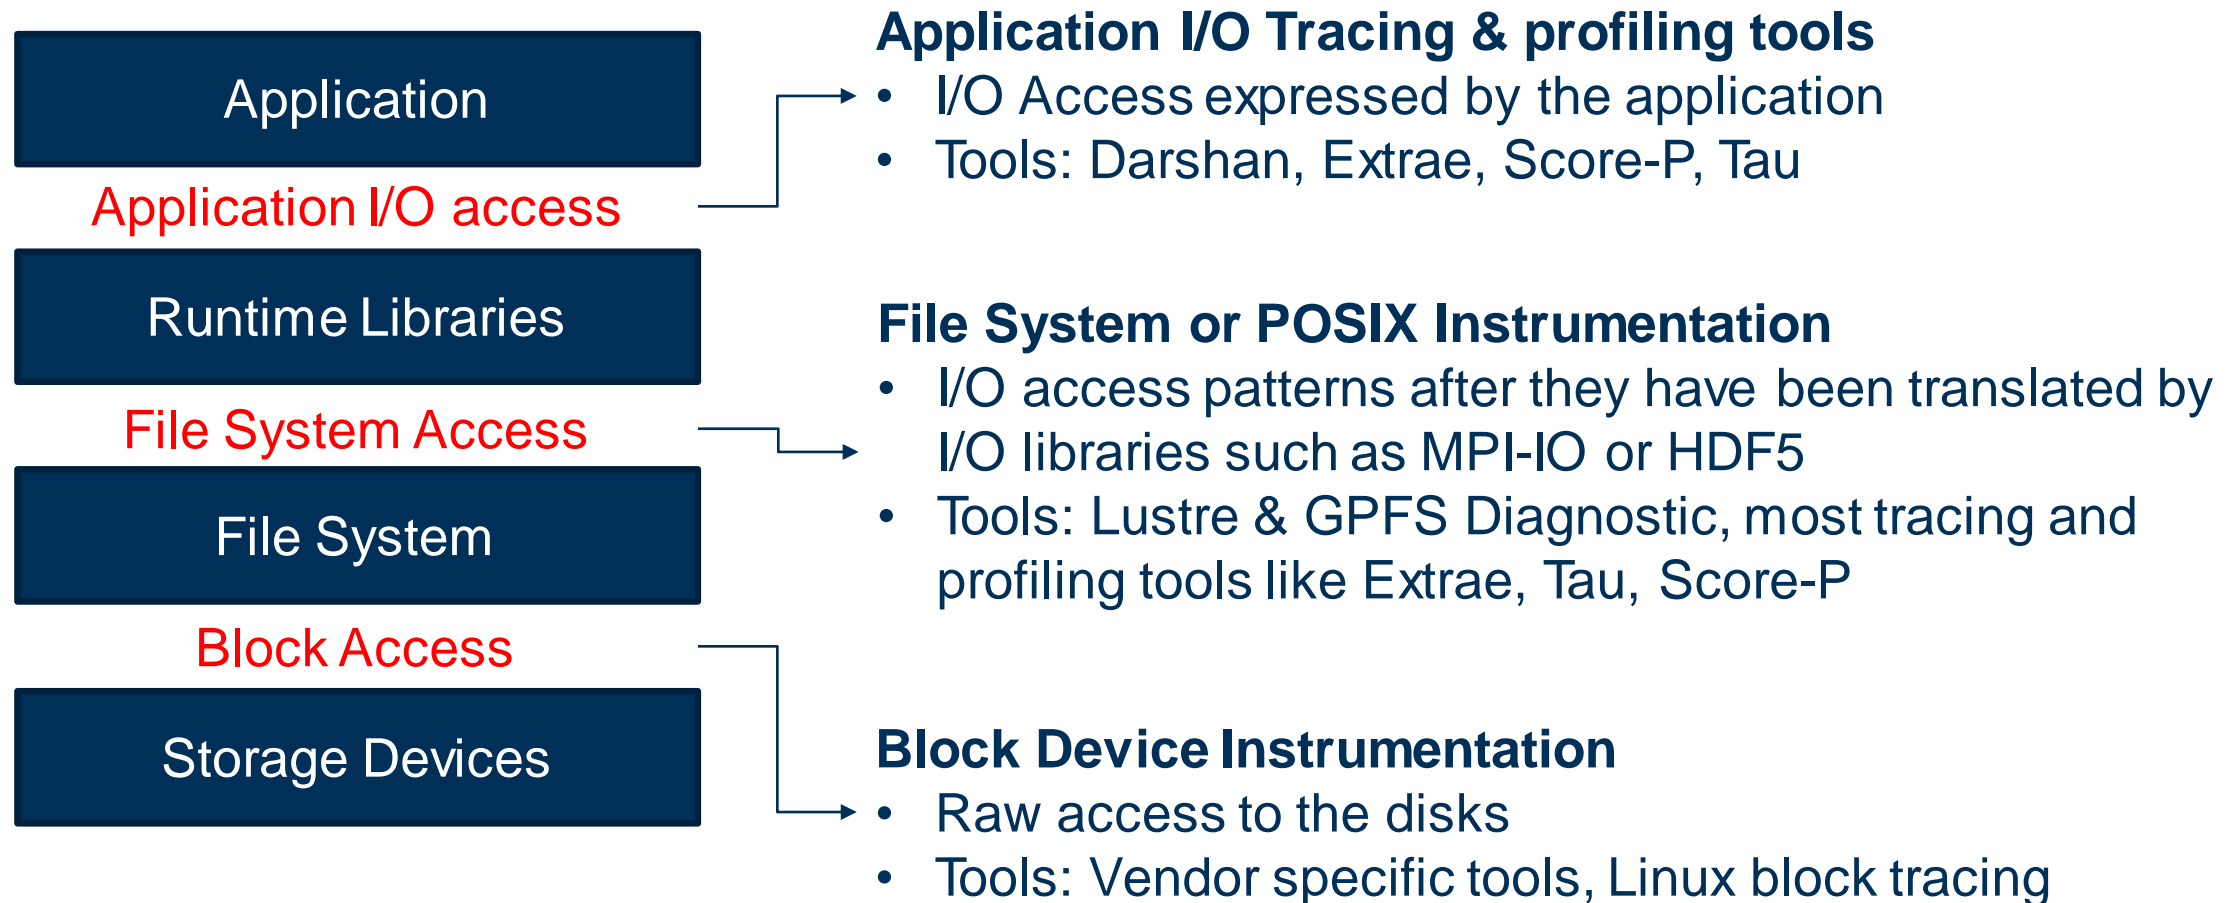 Application
Application I/O access
Runtime Libraries
File System Access
File System
Block Access
Storage Devices
Application I/O Tracing & profiling tools
• I/O Access expressed by the application
• Tools: Darshan, Extrae, Score-P, Tau
File System or POSIX Instrumentation
• I/O access patterns after they have been translated by
I/O libraries such as MPI-IO or HDF5
• Tools: Lustre & GPFS Diagnostic, most tracing and
profiling tools like Extrae, Tau, Score-P
Block Device Instrumentation
• Raw access to the disks
• Tools: Vendor specific tools, Linux block tracing